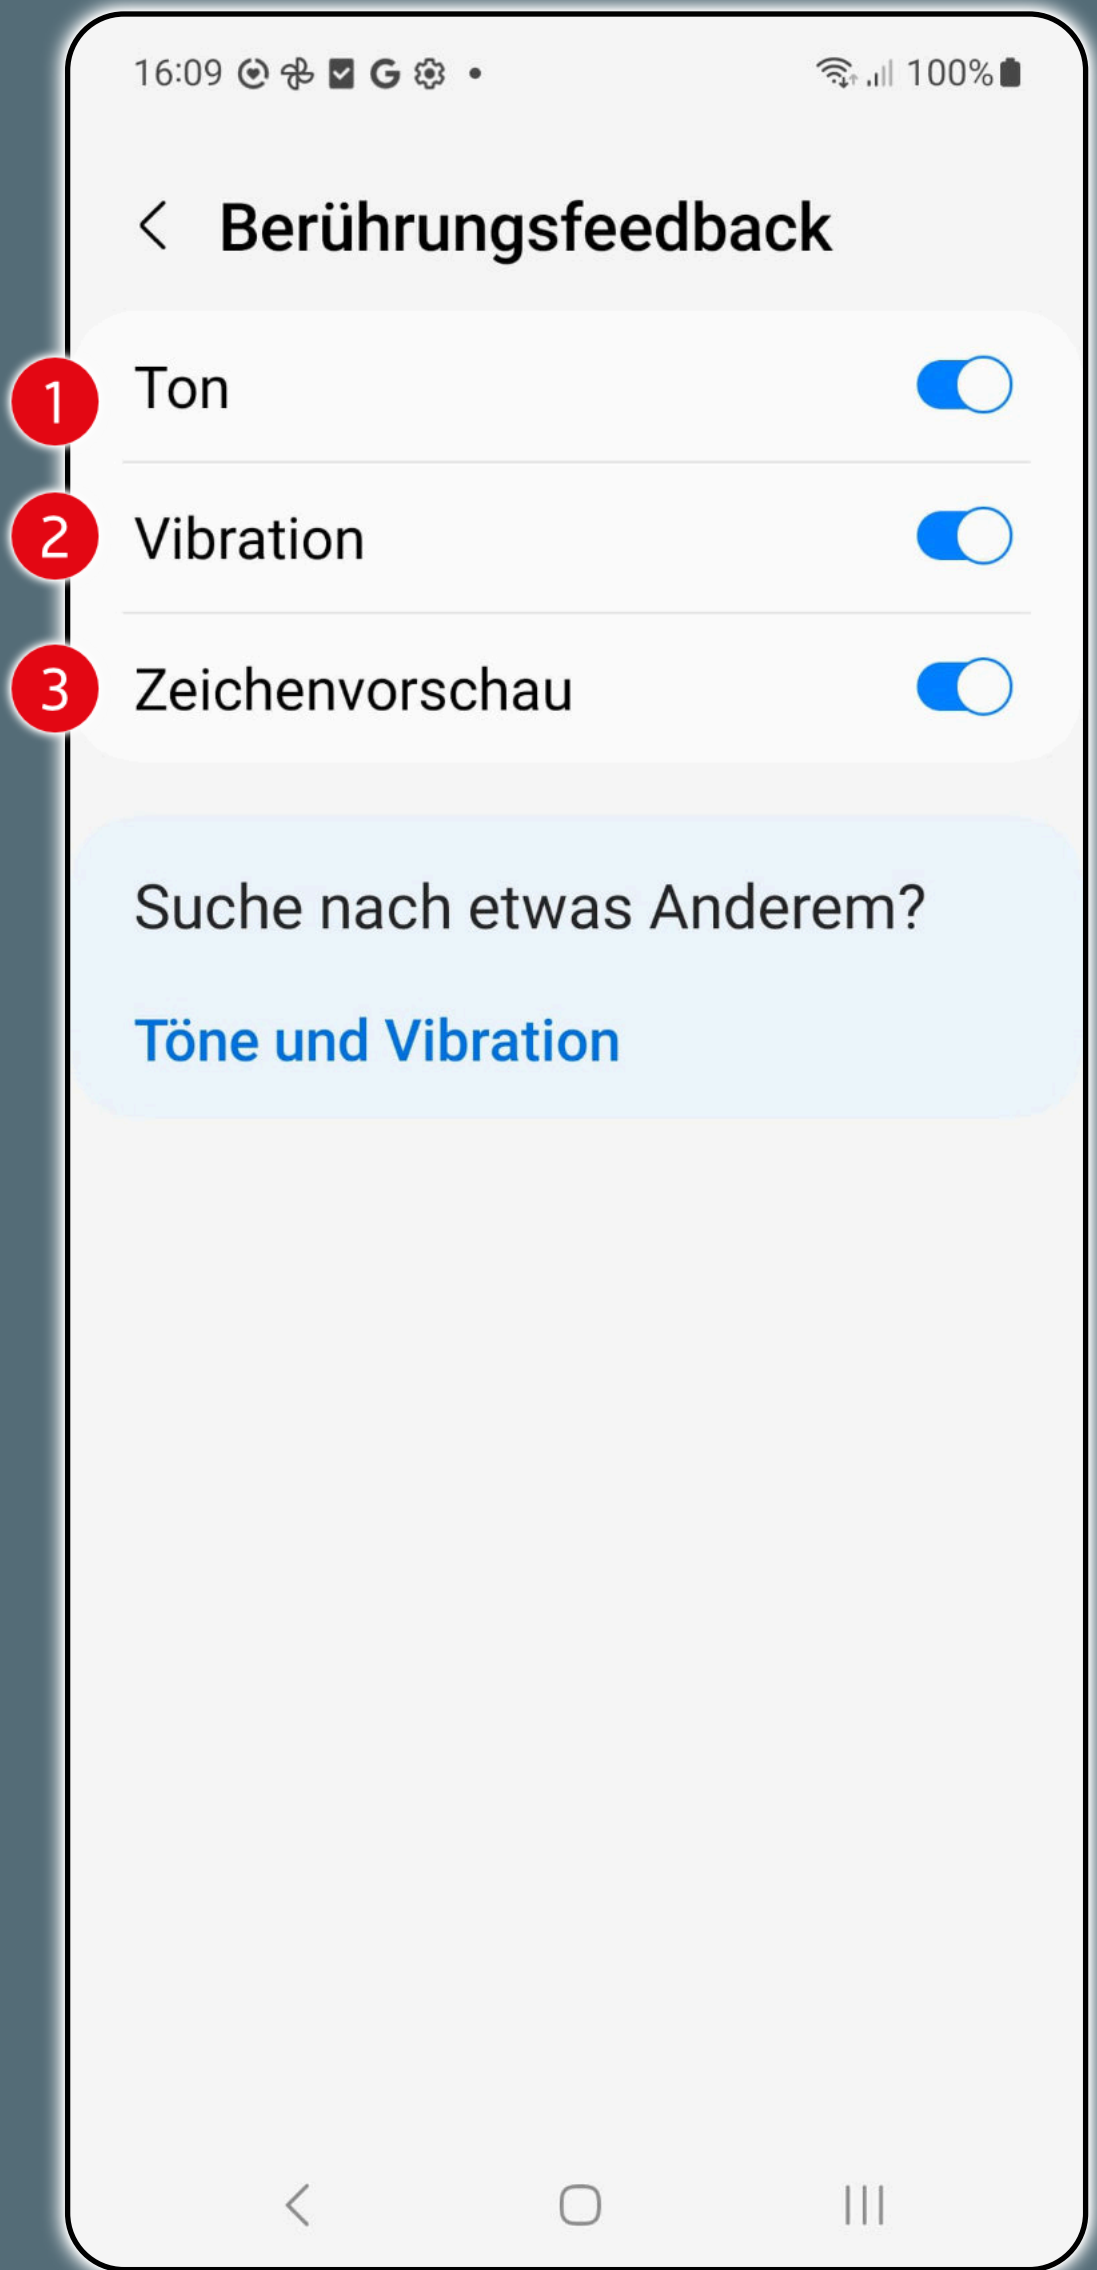 16:09 G 100%
Berührungsfeedback
1 Ton
2 Vibration
3 Zeichenvorschau
Suche nach etwas Anderem?
Töne und Vibration